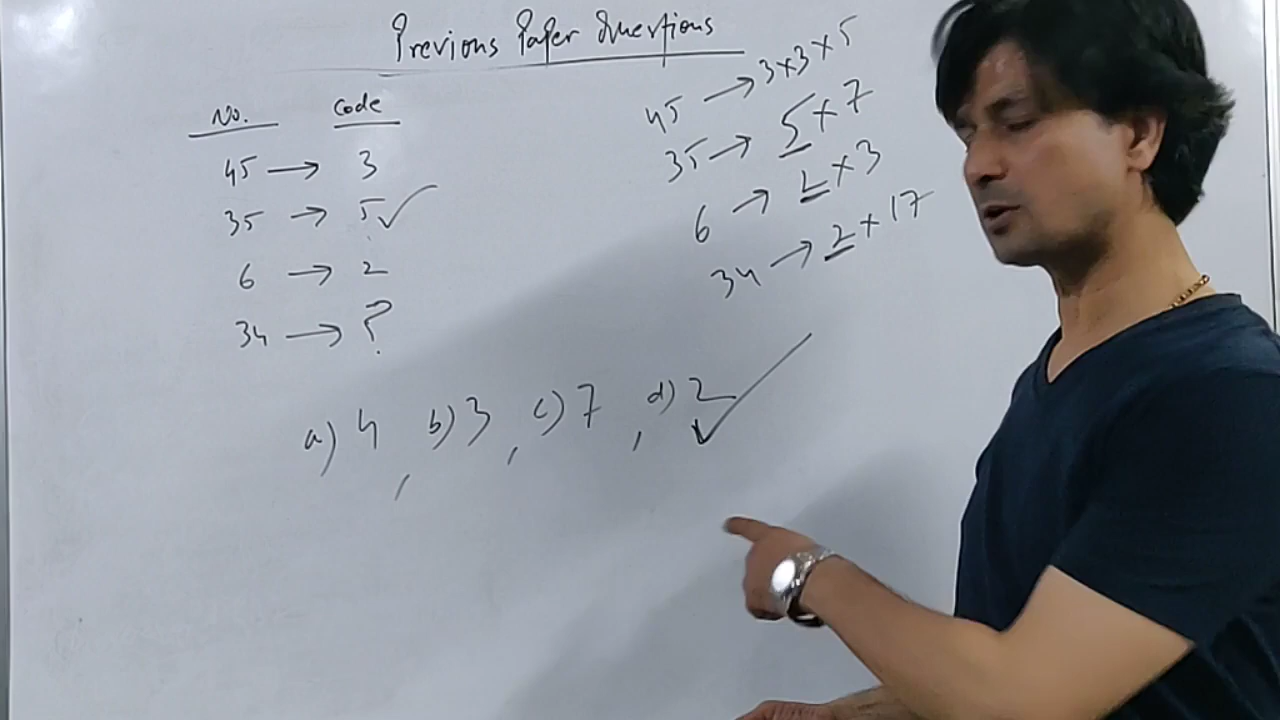 Previous Paper Questions
No. Code
45 → 3
35 → 5 ✓
6 → 2
34 → ?
45 → 3×3×5
35 → 5×7
6 → 2×3
34 → 2×17
a) 4 , b) 3 , c) 7 , d) 2 ✓